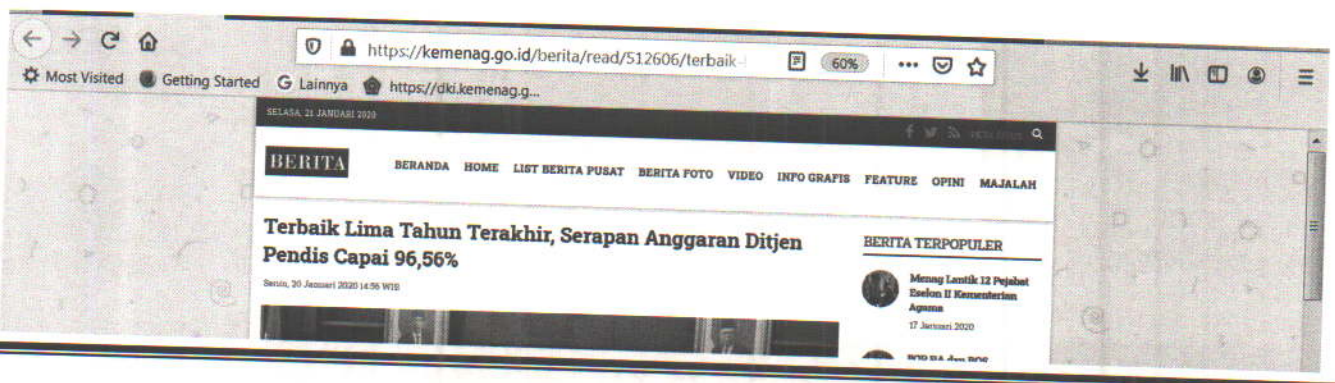 https://kemenag.go.id/berita/read/512606/terbaik-
60%
Most Visited Getting Started G Lainnya https://dki.kemenag.g...
SELASA, 21 JANUARI 2020
BERITA
BERANDA HOME LIST BERITA PUSAT BERITA FOTO VIDEO INFO GRAFIS FEATURE OPINI MAJALAH
Terbaik Lima Tahun Terakhir, Serapan Anggaran Ditjen
Pendis Capai 96,56%
Senin, 20 Januari 2020 14:56 WIB
BERITA TERPOPULER
Menag Lantik 12 Pejabat
Eselon II Kementerian
Agama
17 Januari 2020